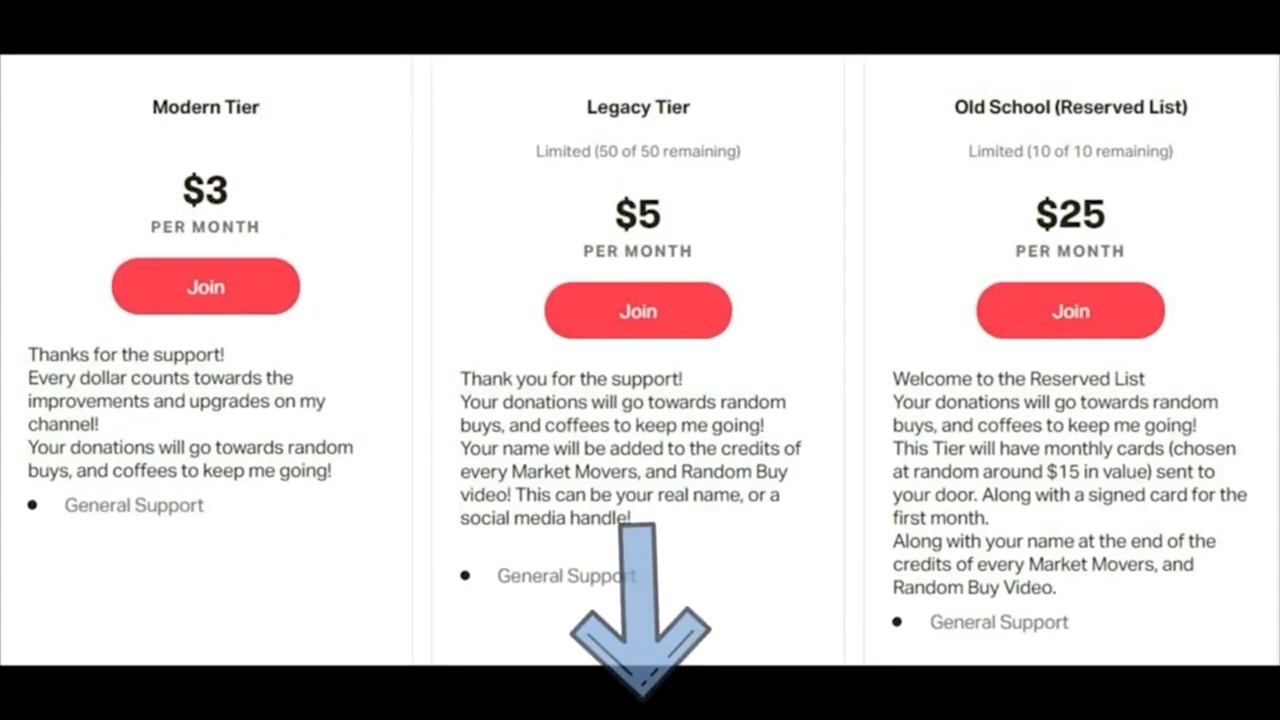 Modern Tier
$3
PER MONTH
Join
Thanks for the support!
Every dollar counts towards the
improvements and upgrades on my
channel!
Your donations will go towards random
buys, and coffees to keep me going!
General Support
Legacy Tier
Limited (50 of 50 remaining)
$5
PER MONTH
Join
Thank you for the support!
Your donations will go towards random
buys, and coffees to keep me going!
Your name will be added to the credits of
every Market Movers, and Random Buy
video! This can be your real name, or a
social media handle!
General Support
Old School (Reserved List)
Limited (10 of 10 remaining)
$25
PER MONTH
Join
Welcome to the Reserved List
Your donations will go towards random
buys, and coffees to keep me going!
This Tier will have monthly cards (chosen
at random around $15 in value) sent to
your door. Along with a signed card for the
first month.
Along with your name at the end of the
credits of every Market Movers, and
Random Buy Video.
General Support